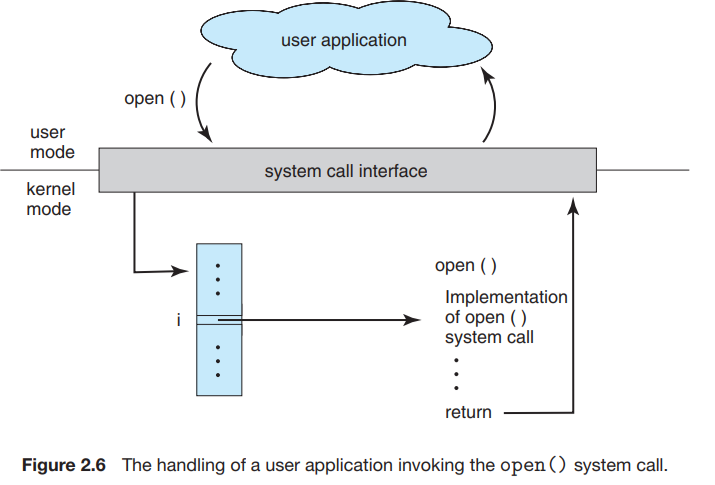 user application
open ( )
user
mode
system call interface
kernel
mode
open ( )
i
Implementation
of open ( )
system call
return
Figure 2.6 The handling of a user application invoking the open() system call.